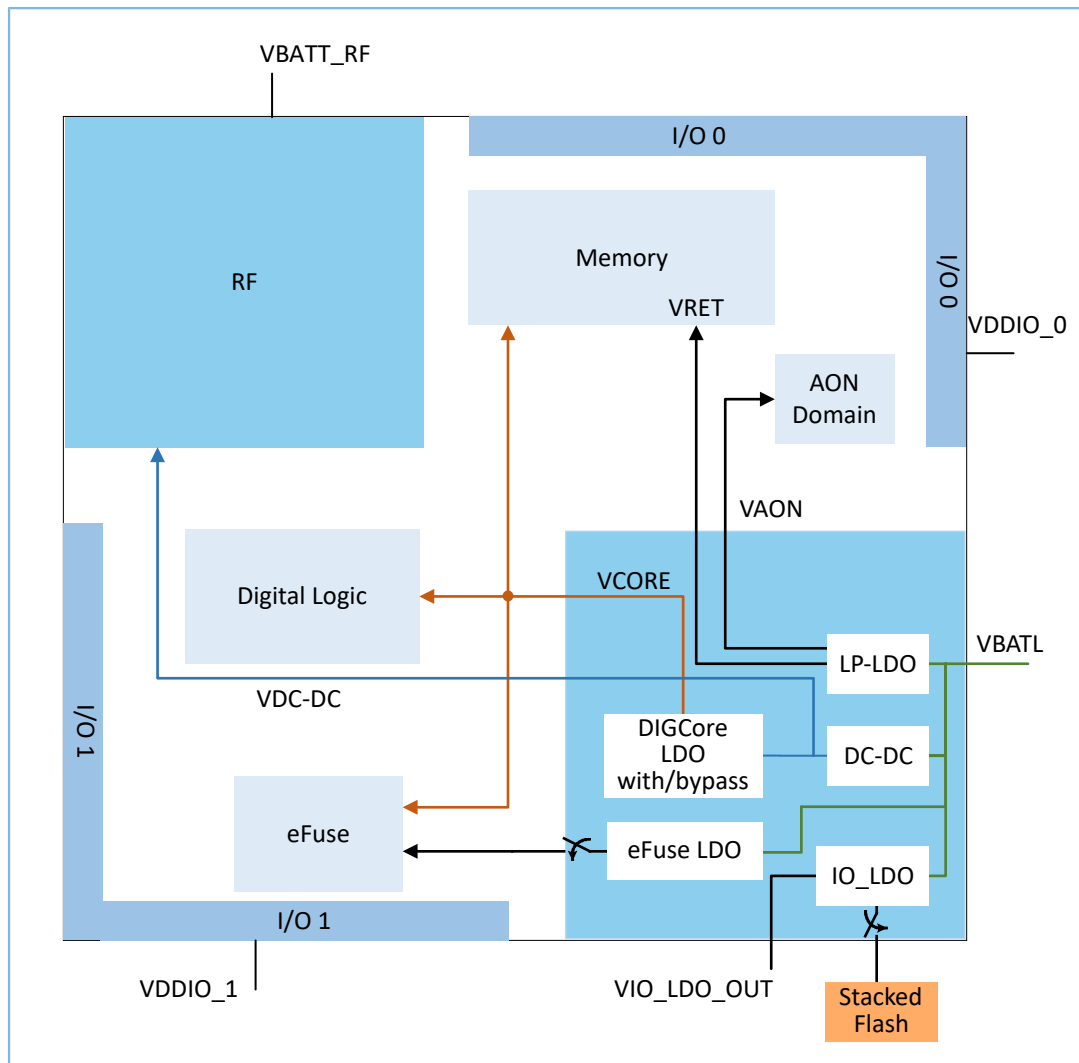 VBATT_RF
I/O 0
RF
Memory
VRET
I/O 0
VDDIO_0
AON
Domain
VAON
Digital Logic
VCORE
LP-LDO
VBATL
VDC-DC
I/O 1
DIGCore
LDO
with/bypass
DC-DC
eFuse
eFuse LDO
IO_LDO
I/O 1
VDDIO_1
VIO_LDO_OUT
Stacked
Flash